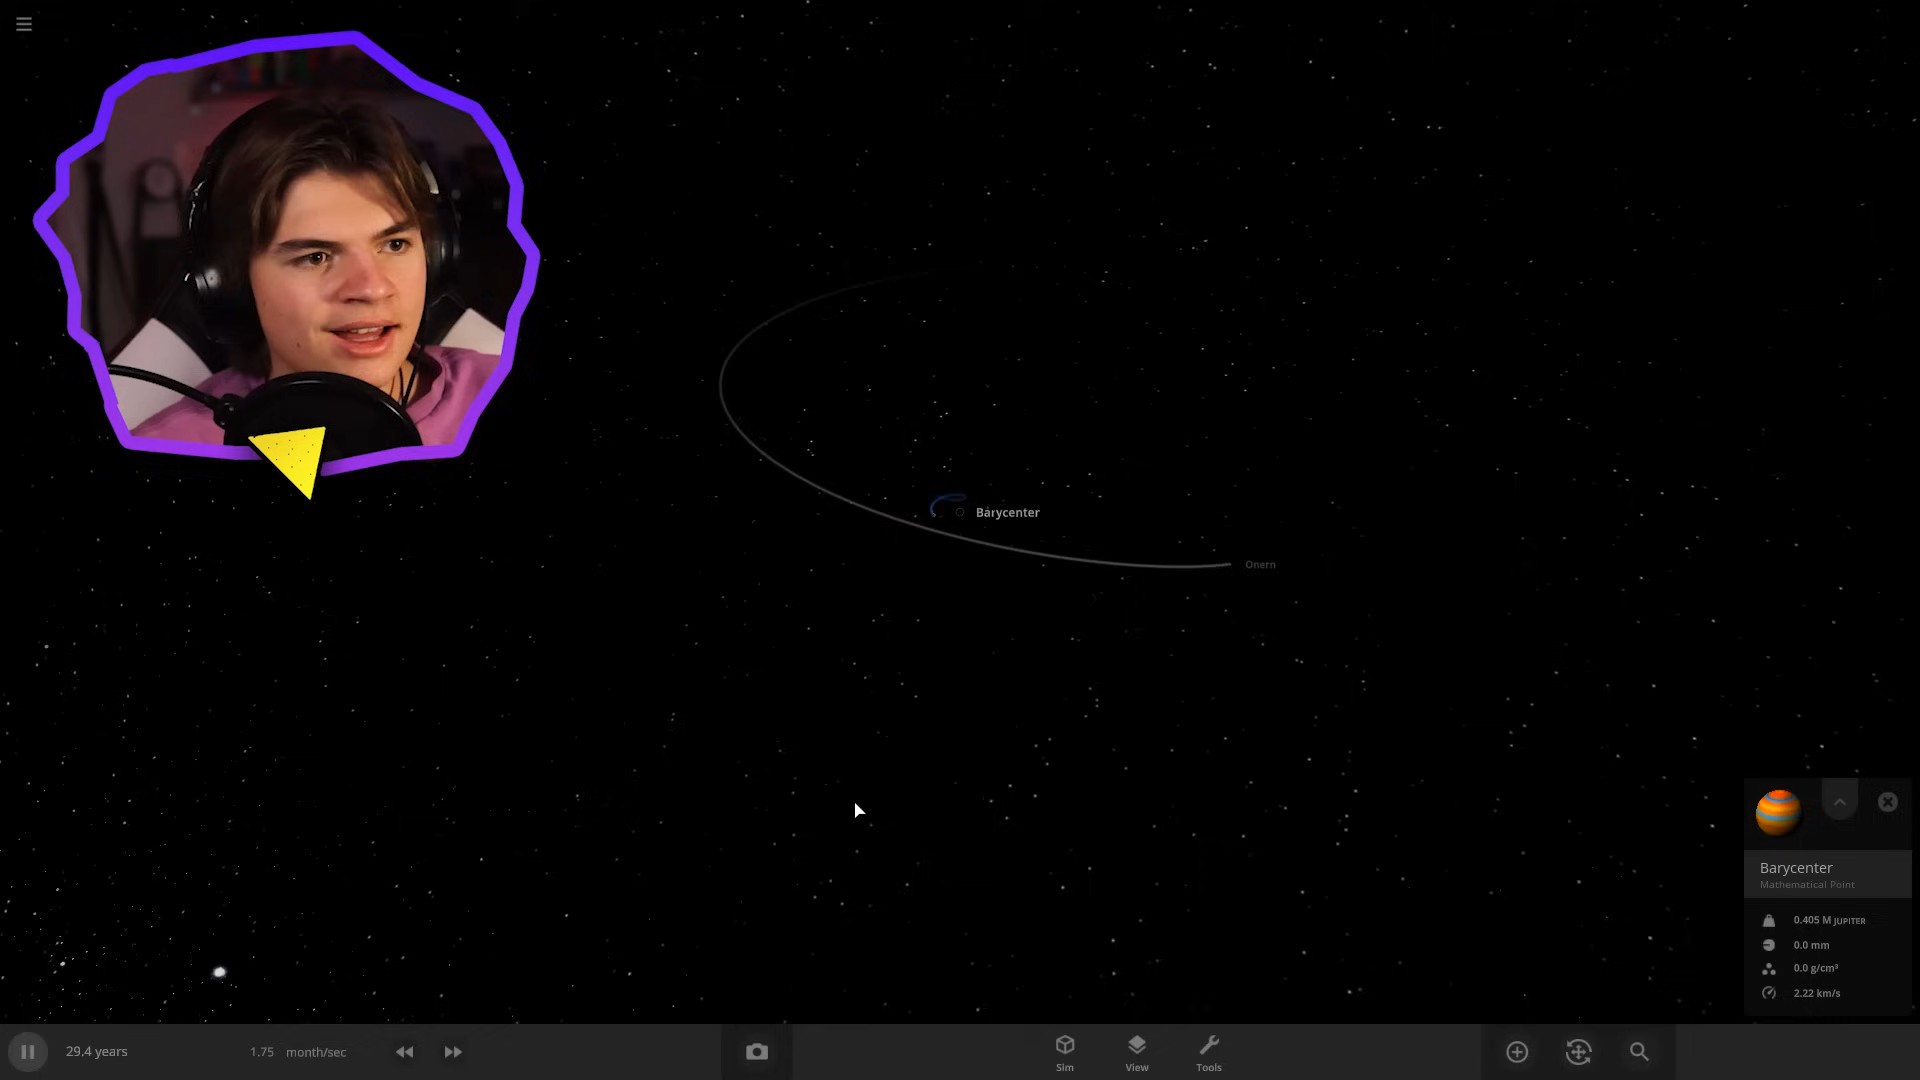 Barycenter
Onern
Barycenter
Mathematical Point
0.405 M JUPITER
0.0 mm
0.0 g/cm³
2.22 km/s
29.4 years
1.75 month/sec
Sim
View
Tools